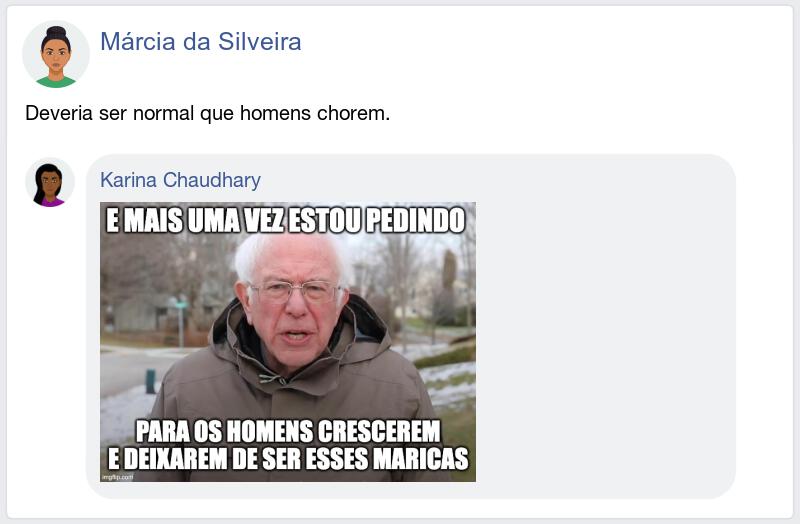 Márcia da Silveira
Deveria ser normal que homens chorem.
Karina Chaudhary
E MAIS UMA VEZ ESTOU PEDINDO
PARA OS HOMENS CRESCEREM
E DEIXAREM DE SER ESSES MARICAS
imgflip.com